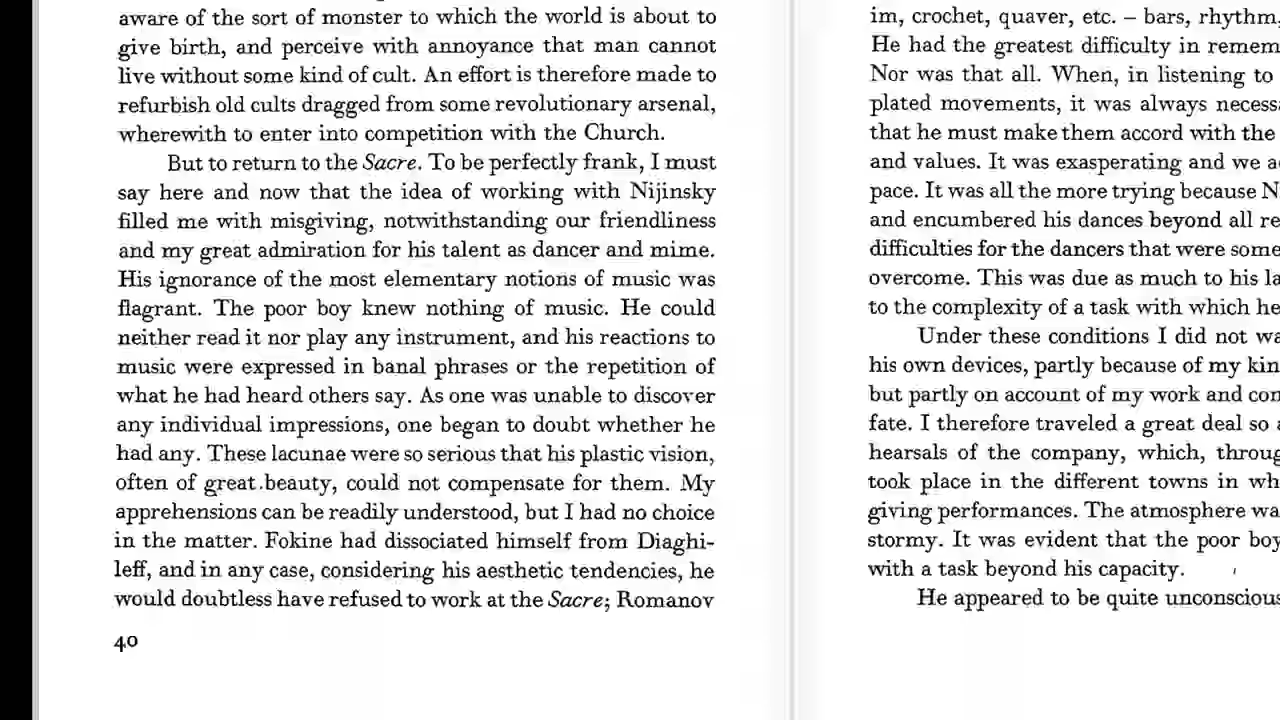 aware of the sort of monster to which the world is about to
give birth, and perceive with annoyance that man cannot
live without some kind of cult. An effort is therefore made to
refurbish old cults dragged from some revolutionary arsenal,
wherewith to enter into competition with the Church.
But to return to the Sacre. To be perfectly frank, I must
say here and now that the idea of working with Nijinsky
filled me with misgiving, notwithstanding our friendliness
and my great admiration for his talent as dancer and mime.
His ignorance of the most elementary notions of music was
flagrant. The poor boy knew nothing of music. He could
neither read it nor play any instrument, and his reactions to
music were expressed in banal phrases or the repetition of
what he had heard others say. As one was unable to discover
any individual impressions, one began to doubt whether he
had any. These lacunae were so serious that his plastic vision,
often of great beauty, could not compensate for them. My
apprehensions can be readily understood, but I had no choice
in the matter. Fokine had dissociated himself from Diaghi-
leff, and in any case, considering his aesthetic tendencies, he
would doubtless have refused to work at the Sacre; Romanov
40
im, crochet, quaver, etc. – bars, rhythm,
He had the greatest difficulty in remem
Nor was that all. When, in listening to
plated movements, it was always necess
that he must make them accord with the
and values. It was exasperating and we a
pace. It was all the more trying because N
and encumbered his dances beyond all re
difficulties for the dancers that were some
overcome. This was due as much to his la
to the complexity of a task with which he
Under these conditions I did not wa
his own devices, partly because of my kin
but partly on account of my work and con
fate. I therefore traveled a great deal so
hearsals of the company, which, throug
took place in the different towns in wh
giving performances. The atmosphere wa
stormy. It was evident that the poor boy
with a task beyond his capacity.
He appeared to be quite unconscious